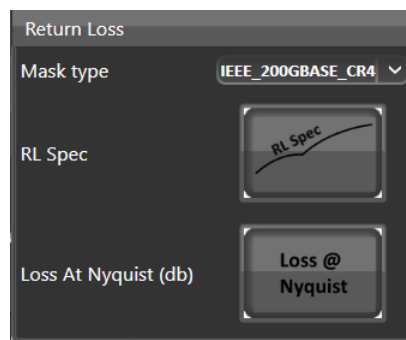 Return Loss
Mask type
IEEE_200GBASE_CR4
RL Spec
RL Spec
Loss At Nyquist (db)
Loss @
Nyquist